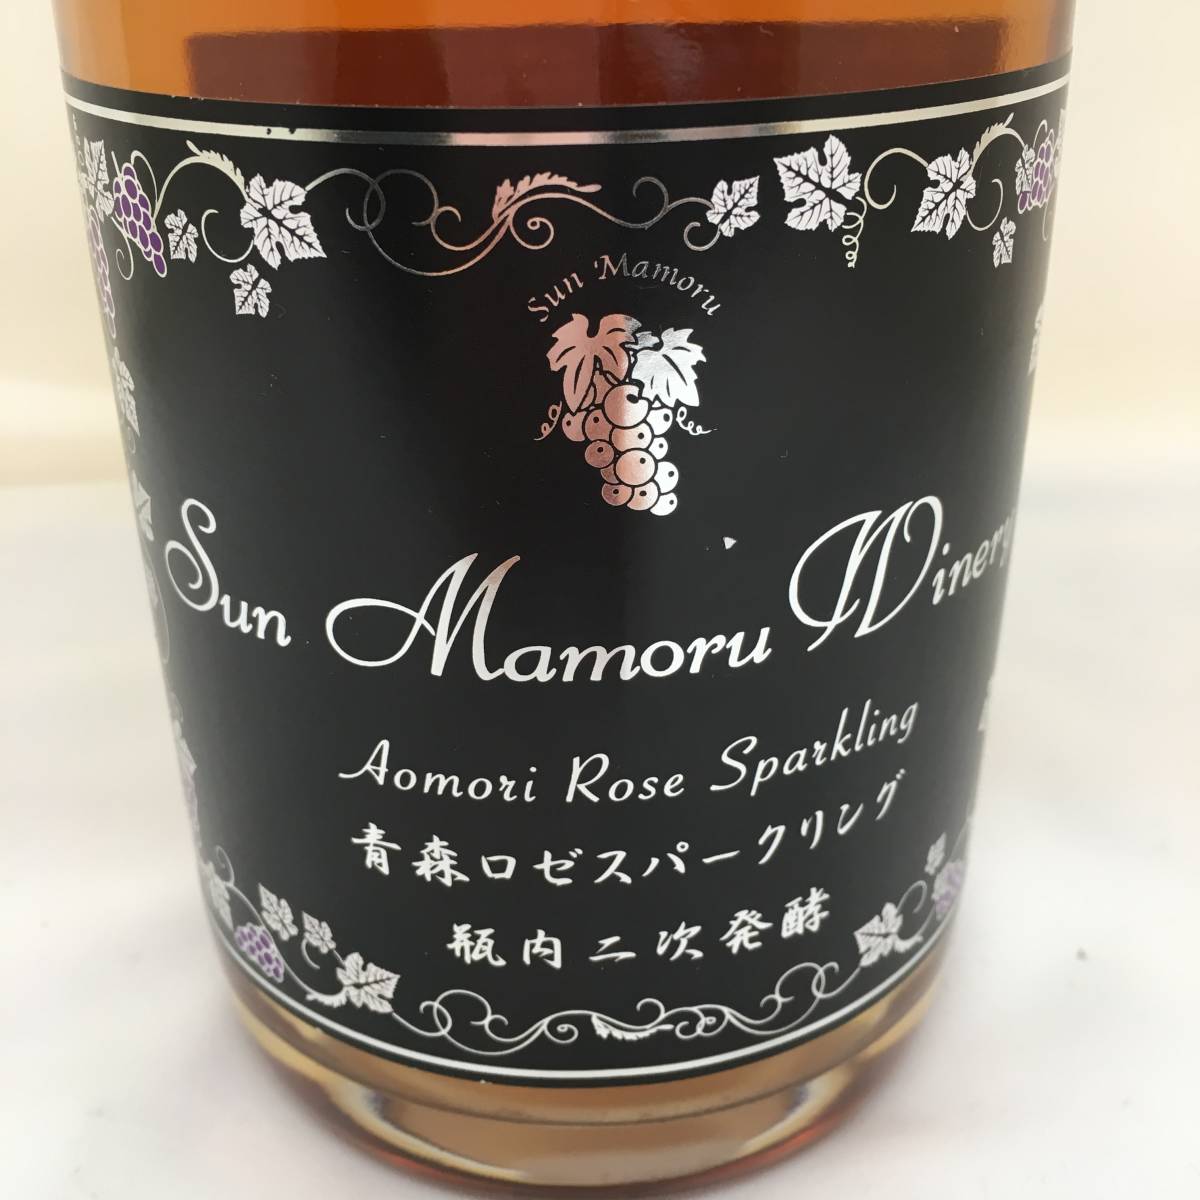 Sun Mamoru
Sun Mamoru Winery
Aomori Rose Sparkling
青森ロゼスパークリング
瓶内二次発酵